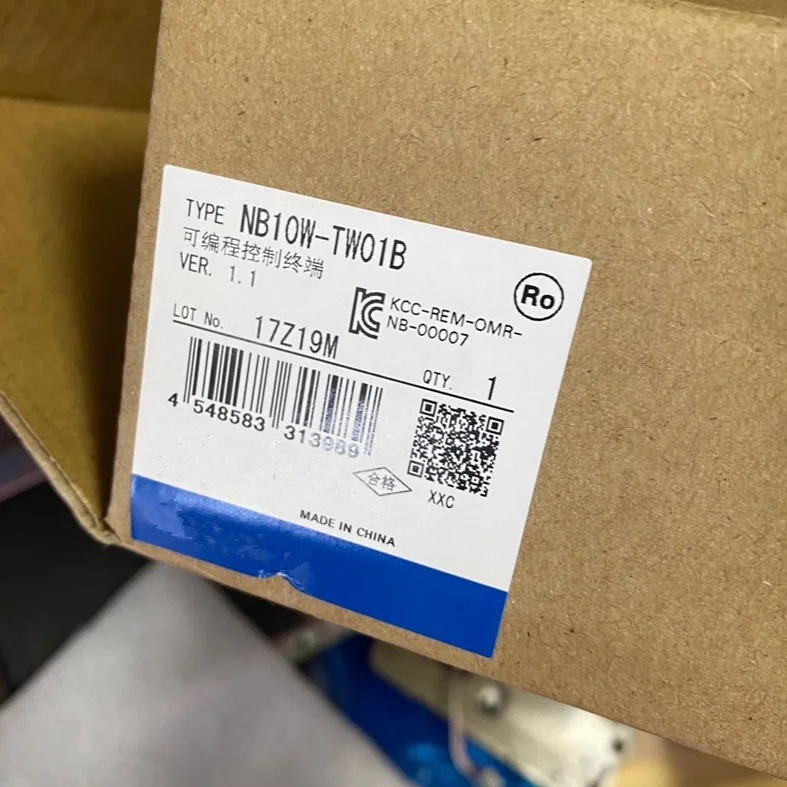 TYPE NB10W-TW01B
可编程控制终端
VER. 1.1
Ro
KCC-REM-OMR-
NB-00007
LOT No. 17Z19M
QTY. 1
4 548583 313989
合格
XXC
MADE IN CHINA